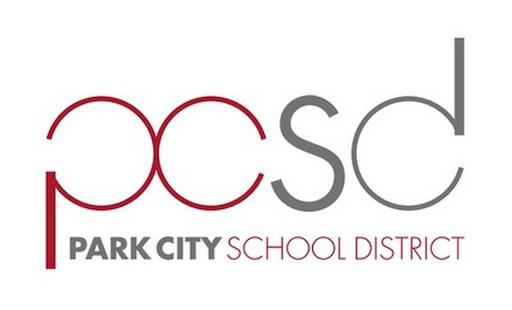 pcsd
PARK CITY SCHOOL DISTRICT